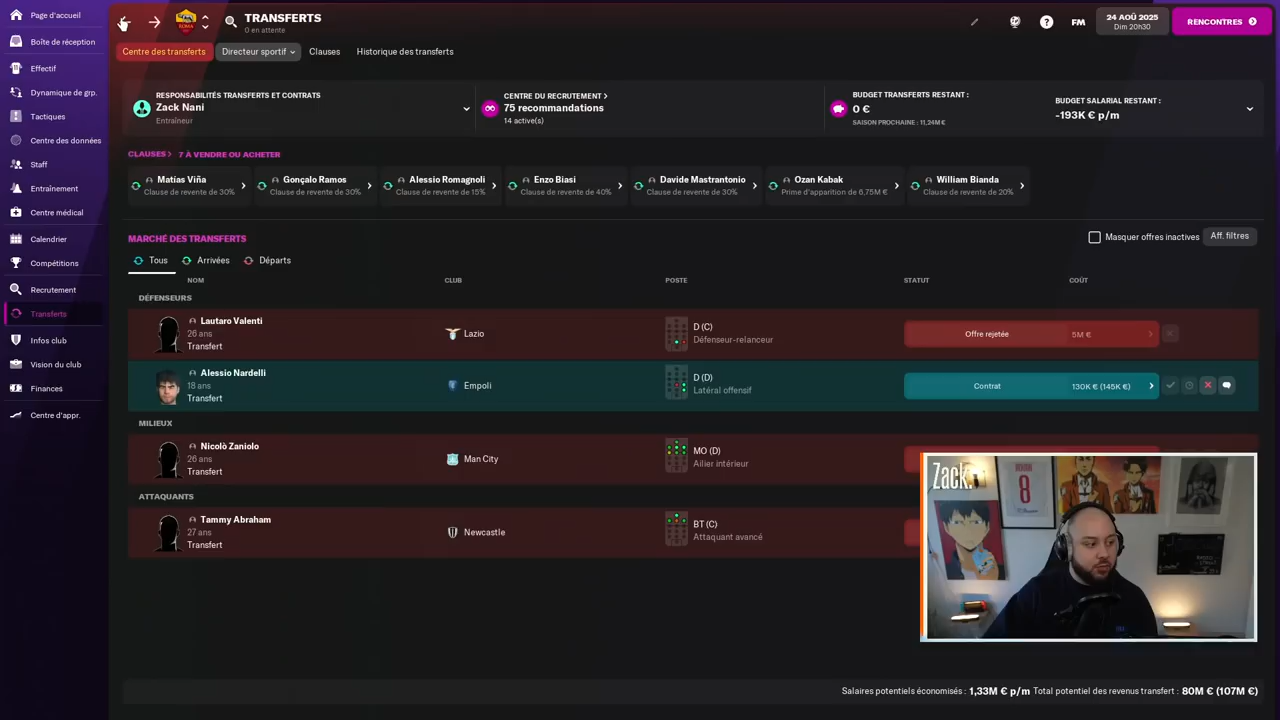 Page d'accueil
Boîte de réception
Effectif
Dynamique de grp.
Tactiques
Centre des données
Staff
Entraînement
Centre médical
Calendrier
Compétitions
Recrutement
Transferts
Infos club
Vision du club
Finances
Centre d'appr.
TRANSFERTS
0 en attente
FM
24 AOÛ 2025
Dim 20h30
RENCONTRES
Centre des transferts Directeur sportif Clauses Historique des transferts
RESPONSABILITÉS TRANSFERTS ET CONTRATS
Zack Nani
Entraîneur
CENTRE DU RECRUTEMENT >
75 recommandations
14 active(s)
BUDGET TRANSFERTS RESTANT :
0 €
SAISON PROCHAINE : 11,24M €
BUDGET SALARIAL RESTANT :
-193K € p/m
CLAUSES > 7 À VENDRE OU ACHETER
Matías Viña
Clause de revente de 30%
Gonçalo Ramos
Clause de revente de 30%
Alessio Romagnoli
Clause de revente de 15%
Enzo Biasi
Clause de revente de 40%
Davide Mastrantonio
Clause de revente de 30%
Ozan Kabak
Prime d'apparition de 6,75M €
William Bianda
Clause de revente de 20%
MARCHÉ DES TRANSFERTS
Masquer offres inactives Aff. filtres
Tous Arrivées Départs
NOM CLUB POSTE STATUT COÛT
DÉFENSEURS
Lautaro Valenti
26 ans
Transfert
Lazio
D (C)
Défenseur-relanceur
Offre rejetée 5M €
Alessio Nardelli
18 ans
Transfert
Empoli
D (D)
Latéral offensif
Contrat 130K € (145K €)
MILIEUX
Nicolò Zaniolo
26 ans
Transfert
Man City
MO (D)
Ailier intérieur
ATTAQUANTS
Tammy Abraham
27 ans
Transfert
Newcastle
BT (C)
Attaquant avancé
Zack.
8
Salaires potentiels économisés : 1,33M € p/m Total potentiel des revenus transfert : 80M € (107M €)